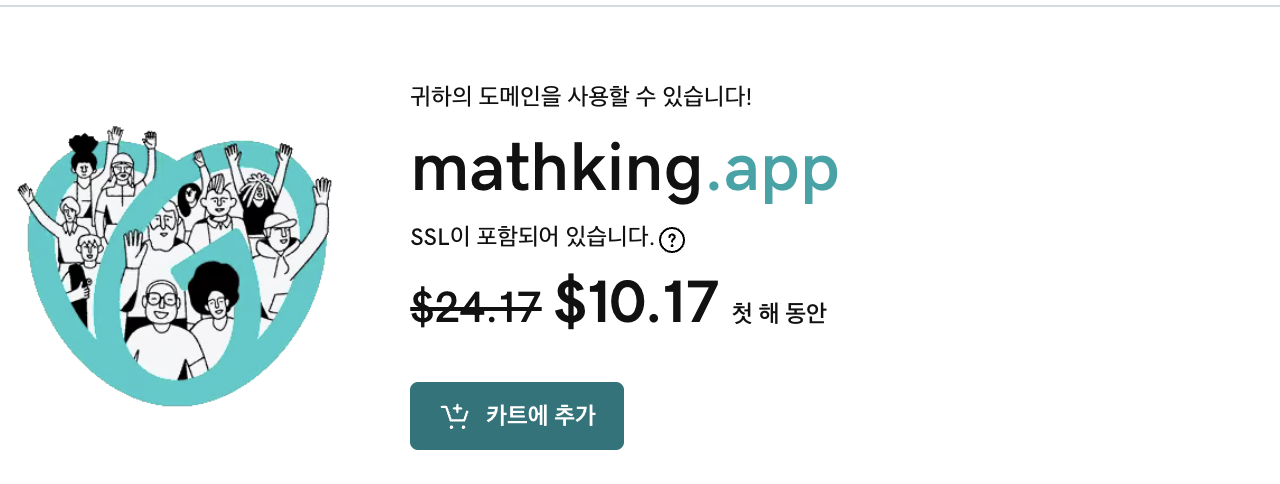 귀하의 도메인을 사용할 수 있습니다!
mathking.app
SSL이 포함되어 있습니다. ?
$24.17 $10.17 첫 해 동안
카트에 추가